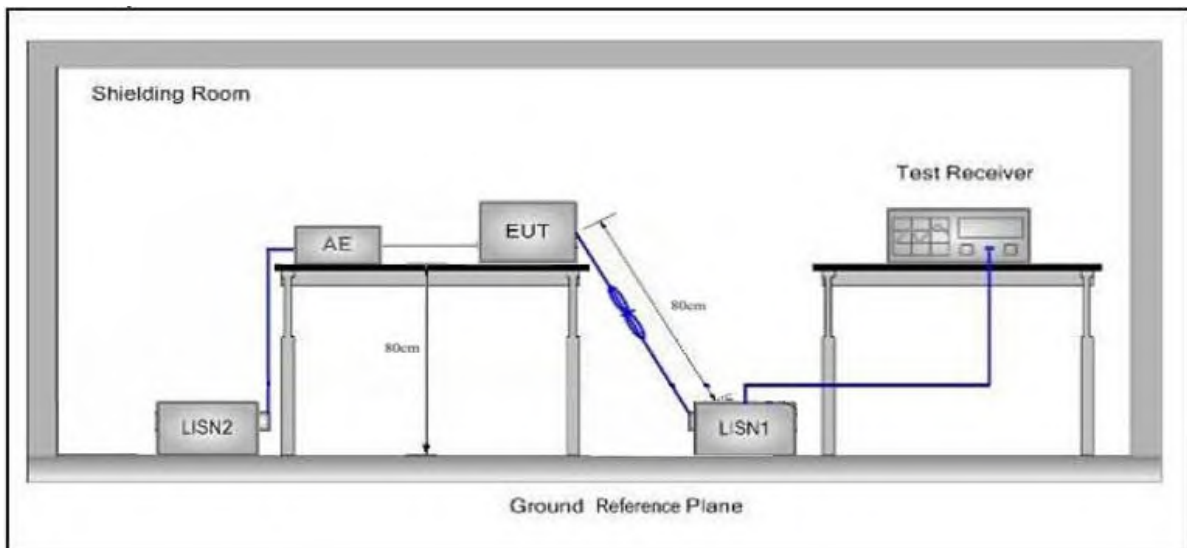 Shielding Room
Test Receiver
AE
EUT
80cm
80cm
LISN2
LISN1
Ground Reference Plane